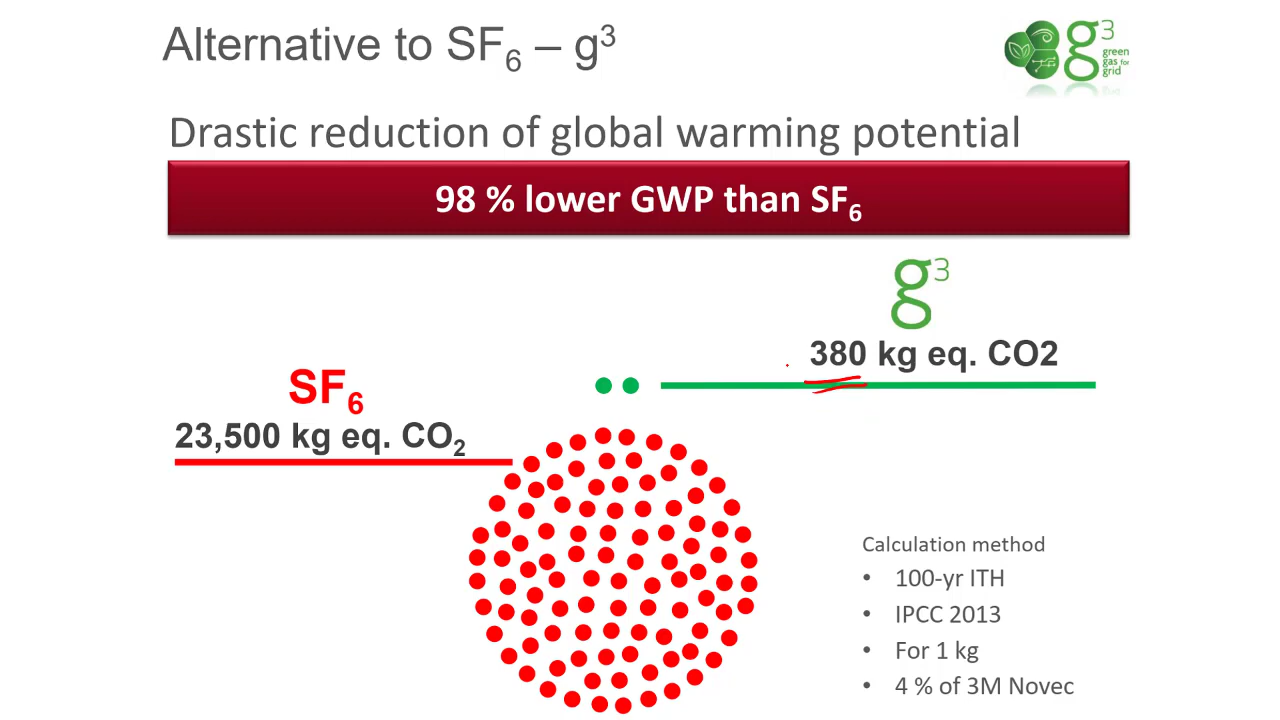 Alternative to SF₆ – g³
g³
green
gas for
grid
Drastic reduction of global warming potential
98 % lower GWP than SF₆
g³
380 kg eq. CO2
SF₆
23,500 kg eq. CO₂
Calculation method
• 100-yr ITH
• IPCC 2013
• For 1 kg
• 4 % of 3M Novec